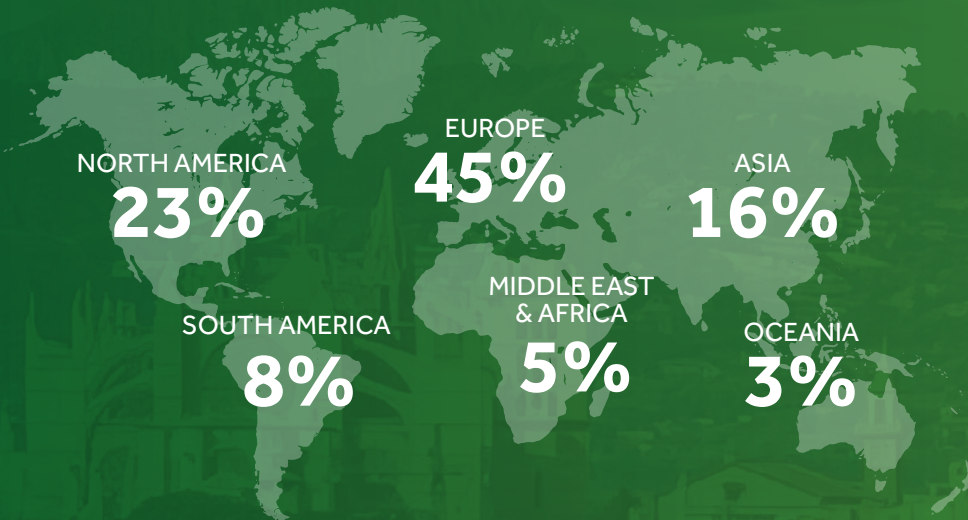 EUROPE
45%
NORTH AMERICA
23%
ASIA
16%
MIDDLE EAST
& AFRICA
5%
SOUTH AMERICA
8%
OCEANIA
3%